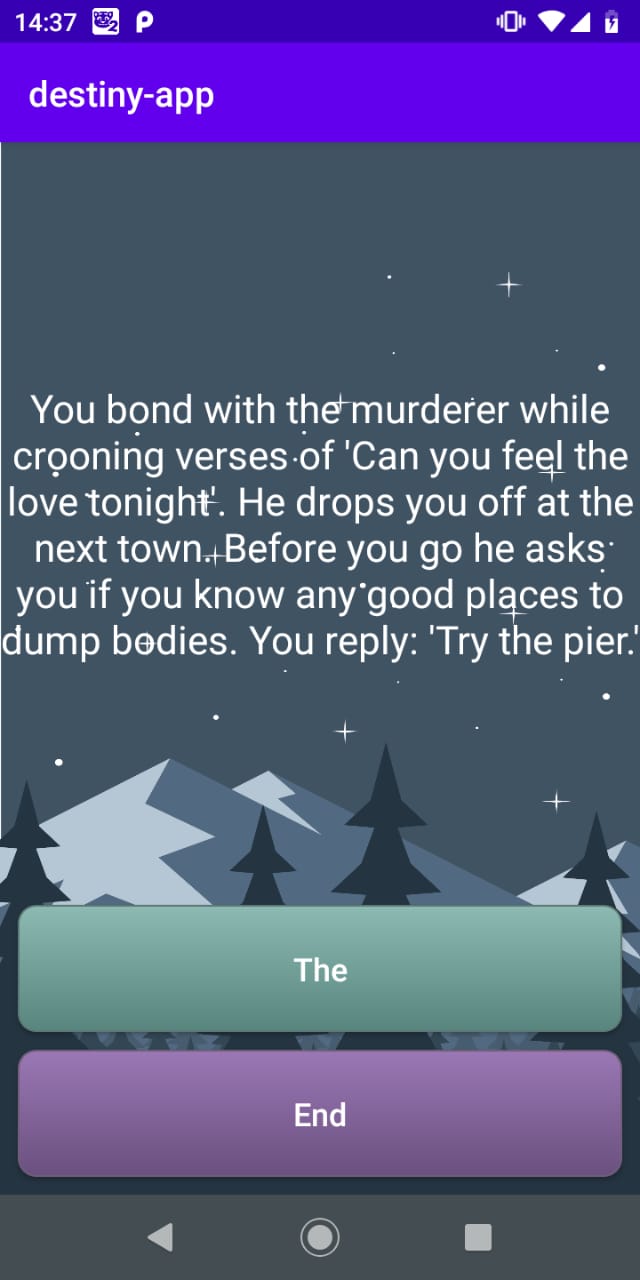 14:37
destiny-app
You bond with the murderer while
crooning verses of 'Can you feel the
love tonight'. He drops you off at the
next town. Before you go he asks
you if you know any good places to
dump bodies. You reply: 'Try the pier.'
The
End